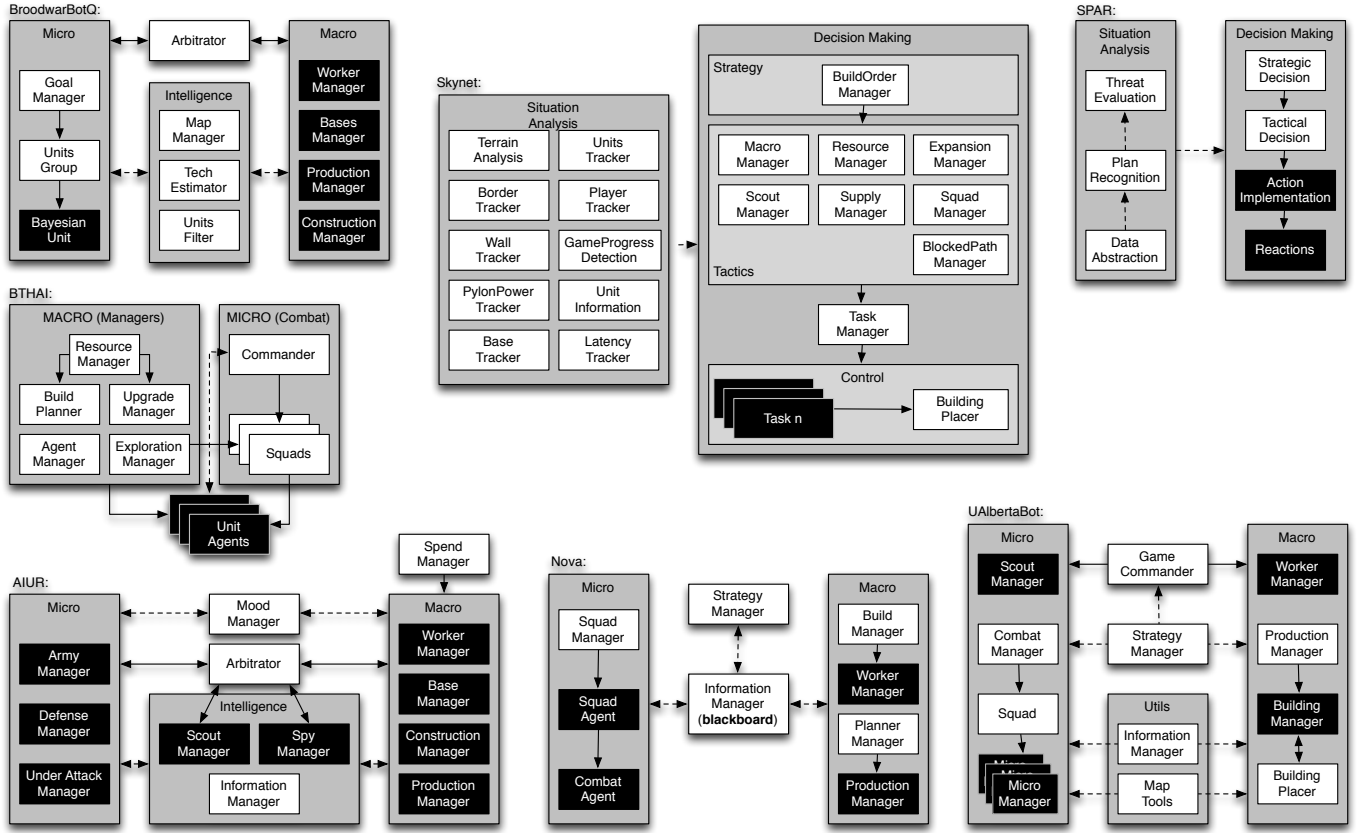 BroodwarBotQ:
Micro
Goal
Manager
Units
Group
Bayesian
Unit
Arbitrator
Intelligence
Map
Manager
Tech
Estimator
Units
Filter
Macro
Worker
Manager
Bases
Manager
Production
Manager
Construction
Manager
Skynet:
Situation
Analysis
Terrain
Analysis
Units
Tracker
Border
Tracker
Player
Tracker
Wall
Tracker
GameProgress
Detection
PylonPower
Tracker
Unit
Information
Base
Tracker
Latency
Tracker
Decision Making
Strategy
BuildOrder
Manager
Macro
Manager
Resource
Manager
Expansion
Manager
Scout
Manager
Supply
Manager
Squad
Manager
BlockedPath
Manager
Tactics
Task
Manager
Control
Task n
Building
Placer
SPAR:
Situation
Analysis
Threat
Evaluation
Plan
Recognition
Data
Abstraction
Decision Making
Strategic
Decision
Tactical
Decision
Action
Implementation
Reactions
BTHAI:
MACRO (Managers)
Resource
Manager
Build
Planner
Upgrade
Manager
Agent
Manager
Exploration
Manager
MICRO (Combat)
Commander
Squads
Unit
Agents
AIUR:
Micro
Army
Manager
Defense
Manager
Under Attack
Manager
Mood
Manager
Arbitrator
Intelligence
Scout
Manager
Spy
Manager
Information
Manager
Spend
Manager
Macro
Worker
Manager
Base
Manager
Construction
Manager
Production
Manager
Nova:
Micro
Squad
Manager
Squad
Agent
Combat
Agent
Strategy
Manager
Information
Manager
(blackboard)
Macro
Build
Manager
Worker
Manager
Planner
Manager
Production
Manager
UAlbertaBot:
Micro
Scout
Manager
Combat
Manager
Squad
Micro
Micro
Micro
Manager
Game
Commander
Strategy
Manager
Utils
Information
Manager
Map
Tools
Macro
Worker
Manager
Production
Manager
Building
Manager
Building
Placer